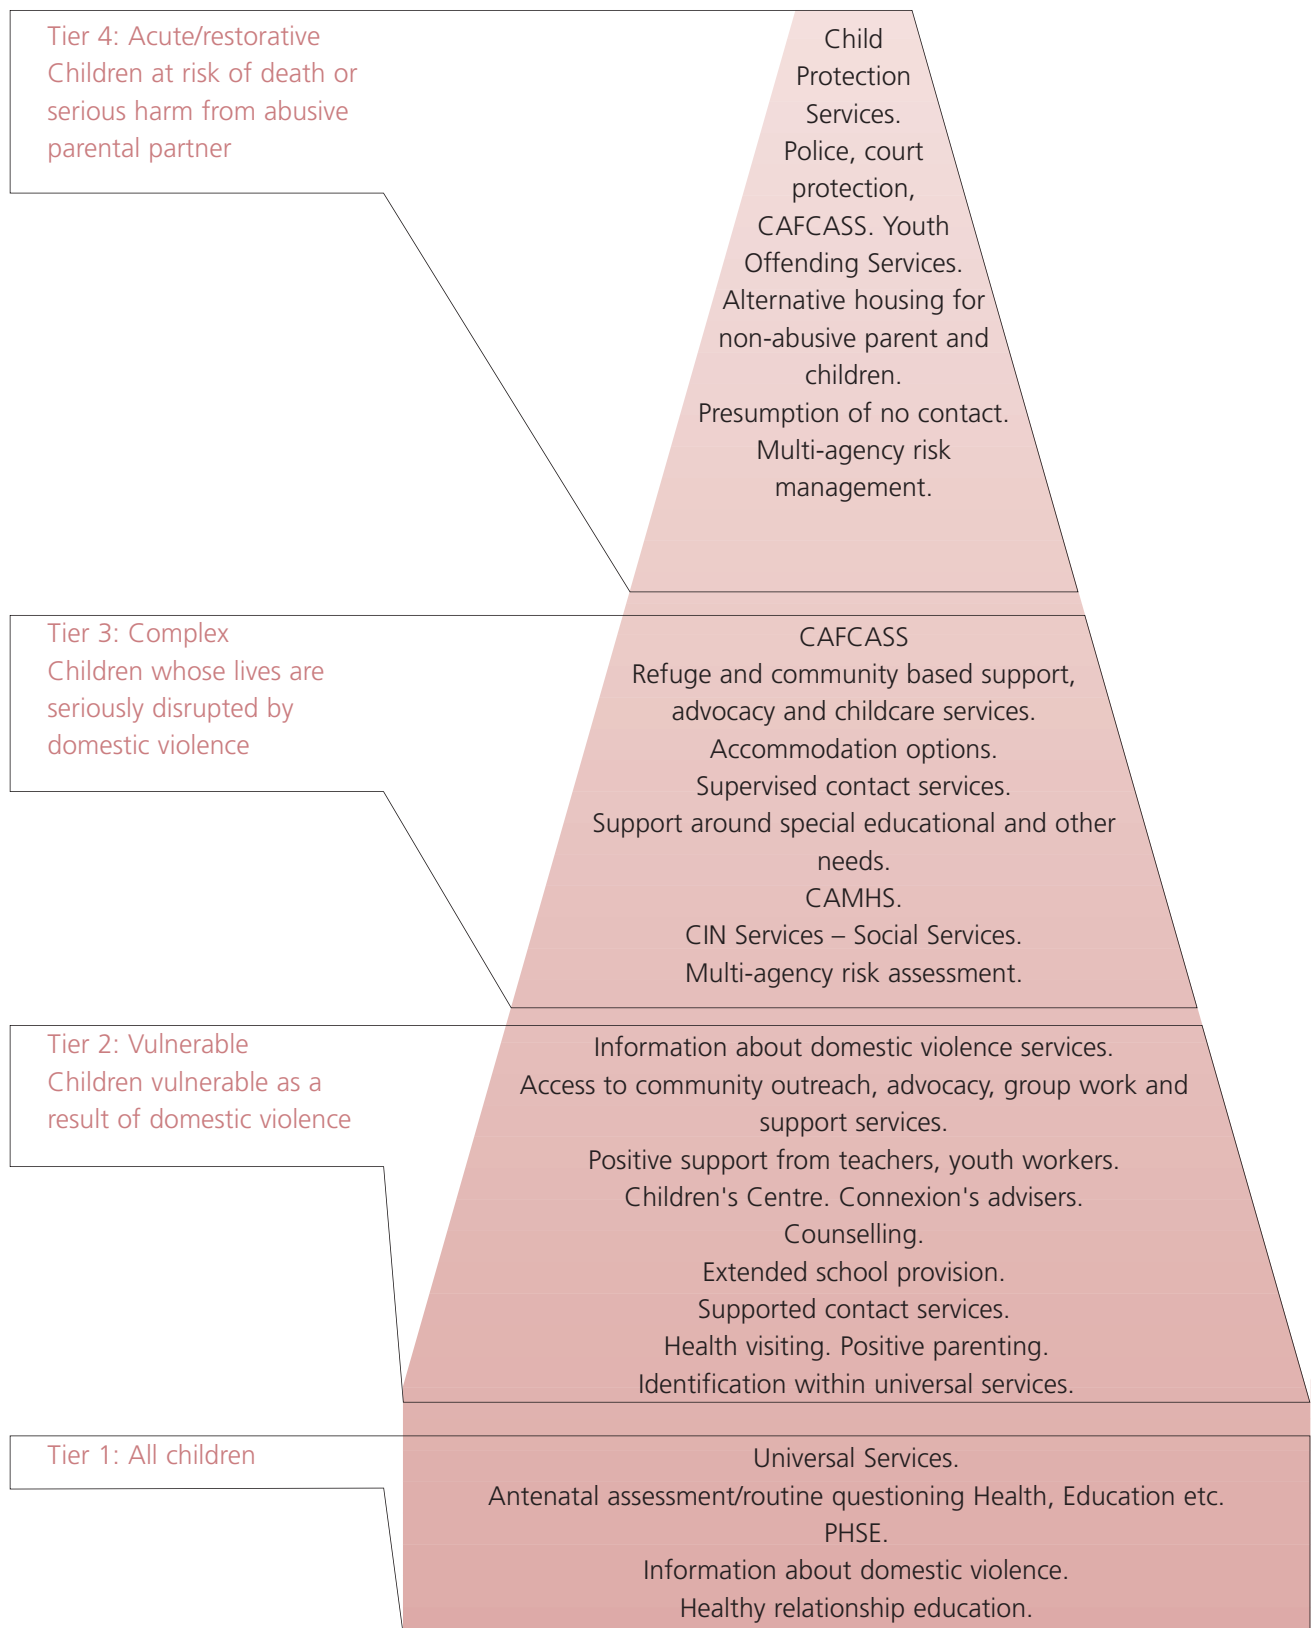 Tier 4: Acute/restorative
Children at risk of death or
serious harm from abusive
parental partner
Child
Protection
Services.
Police, court
protection,
CAFCASS. Youth
Offending Services.
Alternative housing for
non-abusive parent and
children.
Presumption of no contact.
Multi-agency risk
management.
Tier 3: Complex
Children whose lives are
seriously disrupted by
domestic violence
CAFCASS
Refuge and community based support,
advocacy and childcare services.
Accommodation options.
Supervised contact services.
Support around special educational and other
needs.
CAMHS.
CIN Services – Social Services.
Multi-agency risk assessment.
Tier 2: Vulnerable
Children vulnerable as a
result of domestic violence
Information about domestic violence services.
Access to community outreach, advocacy, group work and
support services.
Positive support from teachers, youth workers.
Children's Centre. Connexion's advisers.
Counselling.
Extended school provision.
Supported contact services.
Health visiting. Positive parenting.
Identification within universal services.
Tier 1: All children
Universal Services.
Antenatal assessment/routine questioning Health, Education etc.
PHSE.
Information about domestic violence.
Healthy relationship education.